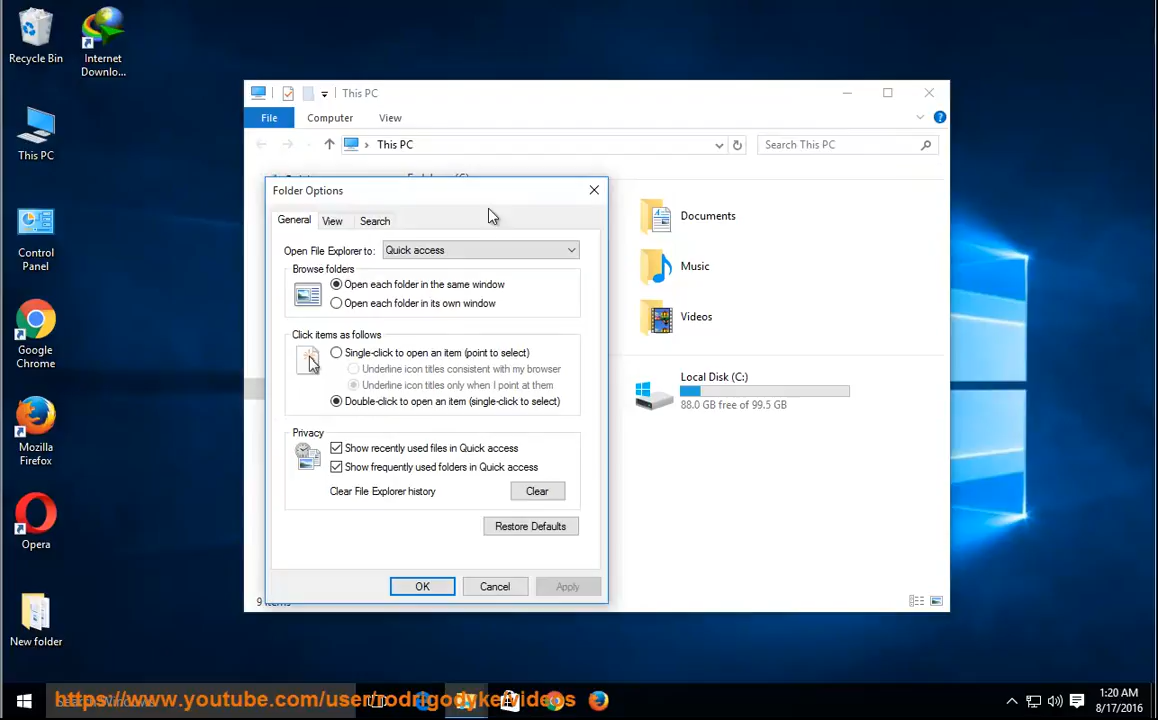 Recycle Bin
Internet
Downlo...
This PC
Control
Panel
Google
Chrome
Mozilla
Firefox
Opera
New folder
This PC
File
Computer
View
This PC
Search This PC
Folder Options
General
View
Search
Open File Explorer to:
Quick access
Browse folders
Open each folder in the same window
Open each folder in its own window
Click items as follows
Single-click to open an item (point to select)
Underline icon titles consistent with my browser
Underline icon titles only when I point at them
Double-click to open an item (single-click to select)
Privacy
Show recently used files in Quick access
Show frequently used folders in Quick access
Clear File Explorer history
Clear
Restore Defaults
OK
Cancel
Apply
Documents
Music
Videos
Local Disk (C:)
88.0 GB free of 99.5 GB
1:20 AM
8/17/2016